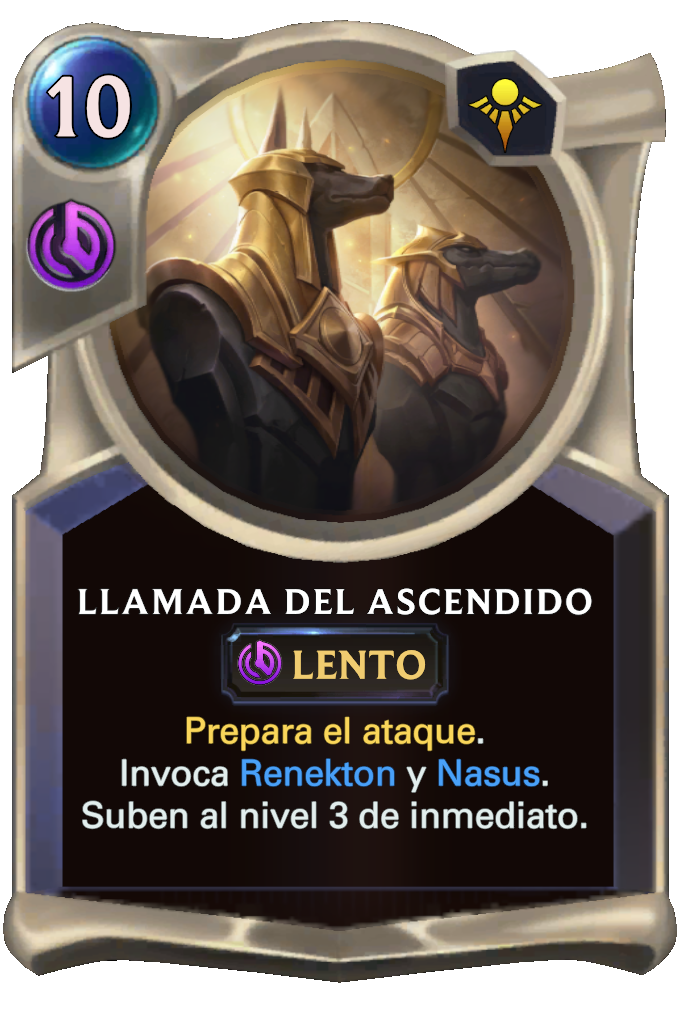 10
LLAMADA DEL ASCENDIDO
LENTO
Prepara el ataque.
Invoca Renekton y Nasus.
Suben al nivel 3 de inmediato.